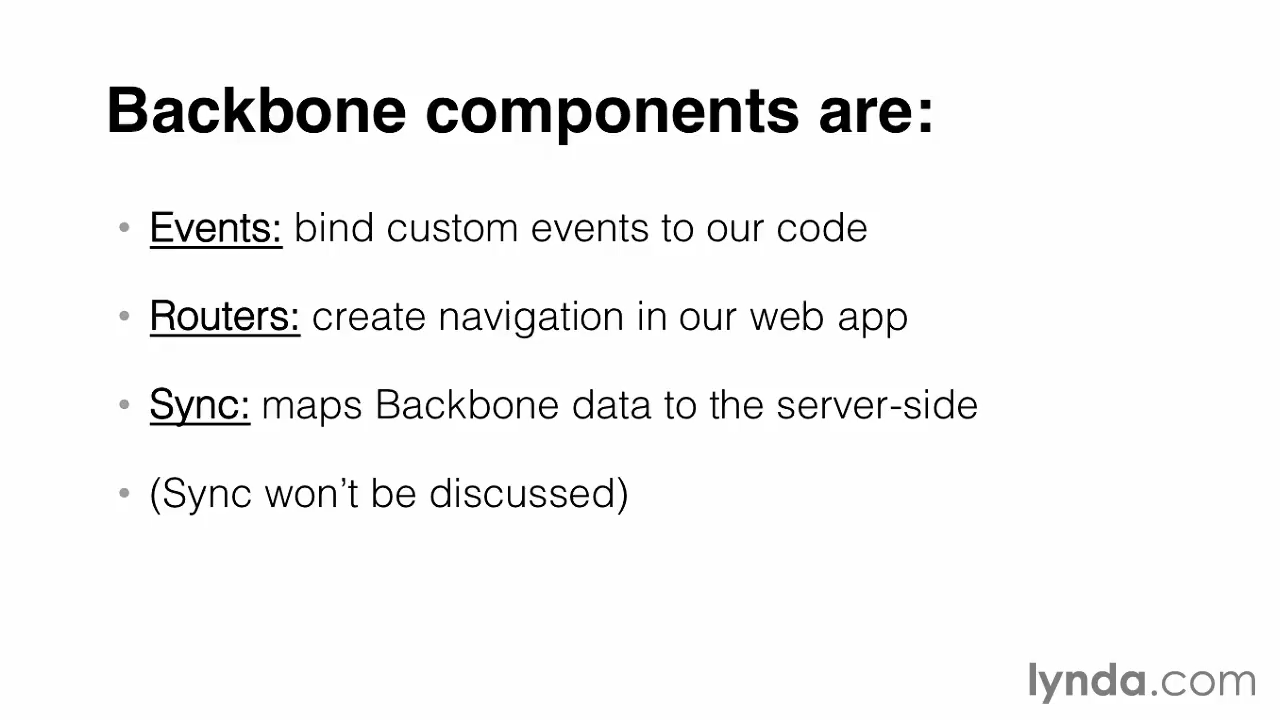 Backbone components are:
• Events: bind custom events to our code
• Routers: create navigation in our web app
• Sync: maps Backbone data to the server-side
• (Sync won’t be discussed)
lynda.com